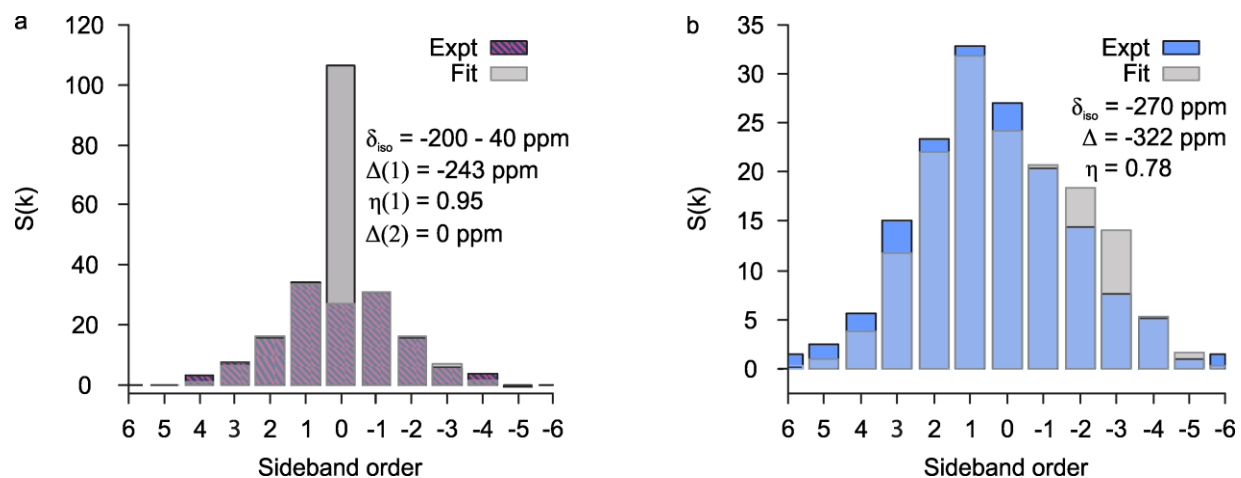 a
120
100
80
60
40
20
0
S(k)
Expt
Fit
δiso = -200 - 40 ppm
Δ(1) = -243 ppm
η(1) = 0.95
Δ(2) = 0 ppm
6 5 4 3 2 1 0 -1 -2 -3 -4 -5 -6
Sideband order
b
35
30
25
20
15
10
5
0
S(k)
Expt
Fit
δiso = -270 ppm
Δ = -322 ppm
η = 0.78
6 5 4 3 2 1 0 -1 -2 -3 -4 -5 -6
Sideband order